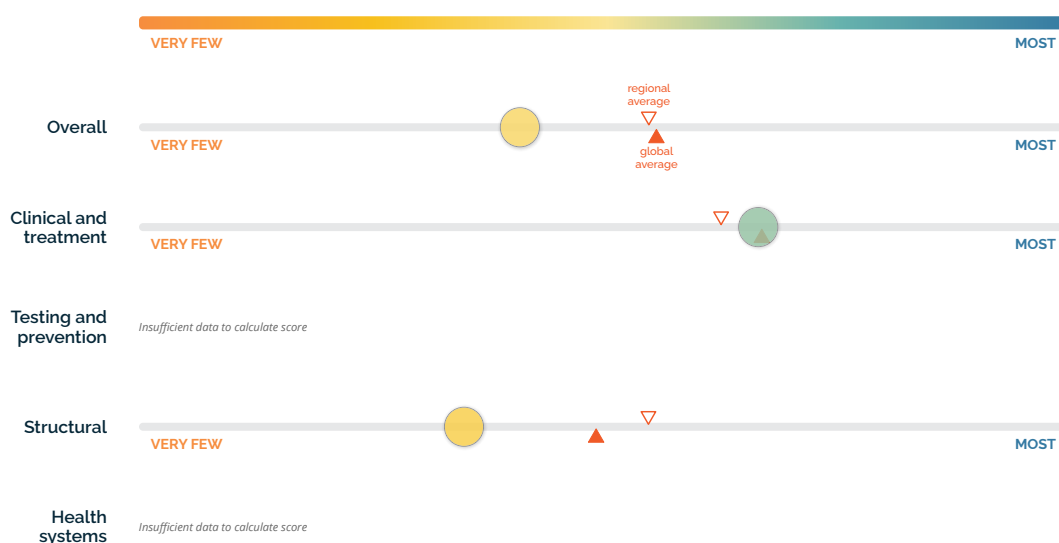 VERY FEW MOST
regional
average
Overall
VERY FEW MOST
global
average
Clinical and
treatment
VERY FEW MOST
Testing and
prevention
Insufficient data to calculate score
Structural
VERY FEW MOST
Health
systems
Insufficient data to calculate score